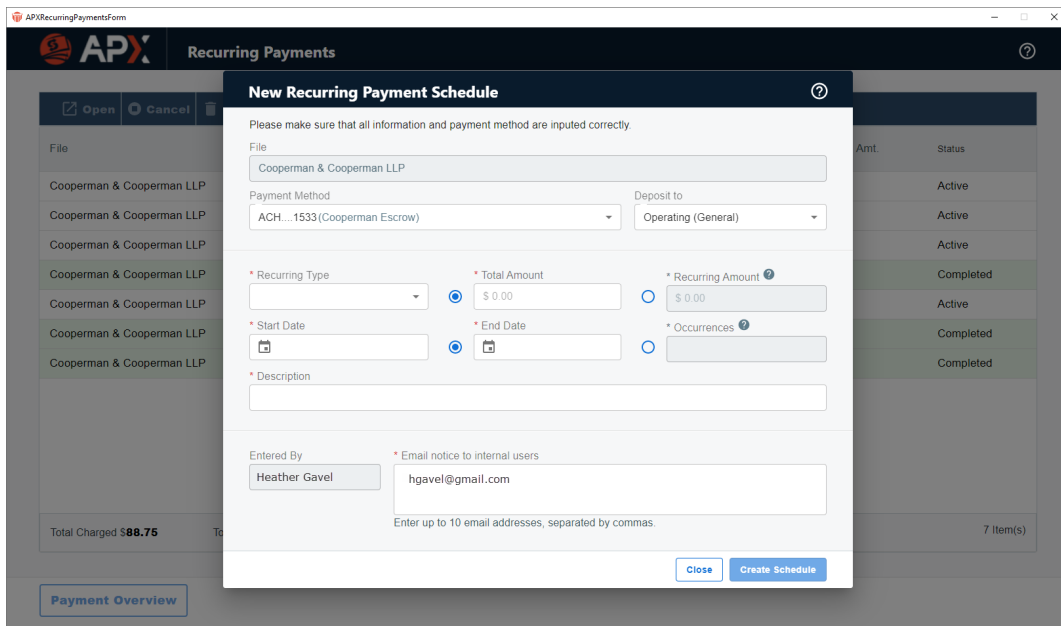 APXRecurringPaymentsForm
APX Recurring Payments
Open Cancel
New Recurring Payment Schedule
Please make sure that all information and payment method are inputed correctly.
File
Cooperman & Cooperman LLP
Payment Method Deposit to
ACH....1533 (Cooperman Escrow) Operating (General)
* Recurring Type * Total Amount * Recurring Amount
$ 0.00 $ 0.00
* Start Date * End Date * Occurrences
* Description
Entered By * Email notice to internal users
Heather Gavel hgavel@gmail.com
Enter up to 10 email addresses, separated by commas.
Close Create Schedule
File Amt. Status
Cooperman & Cooperman LLP Active
Cooperman & Cooperman LLP Active
Cooperman & Cooperman LLP Active
Cooperman & Cooperman LLP Completed
Cooperman & Cooperman LLP Active
Cooperman & Cooperman LLP Completed
Cooperman & Cooperman LLP Completed
Total Charged $88.75 7 Item(s)
Payment Overview